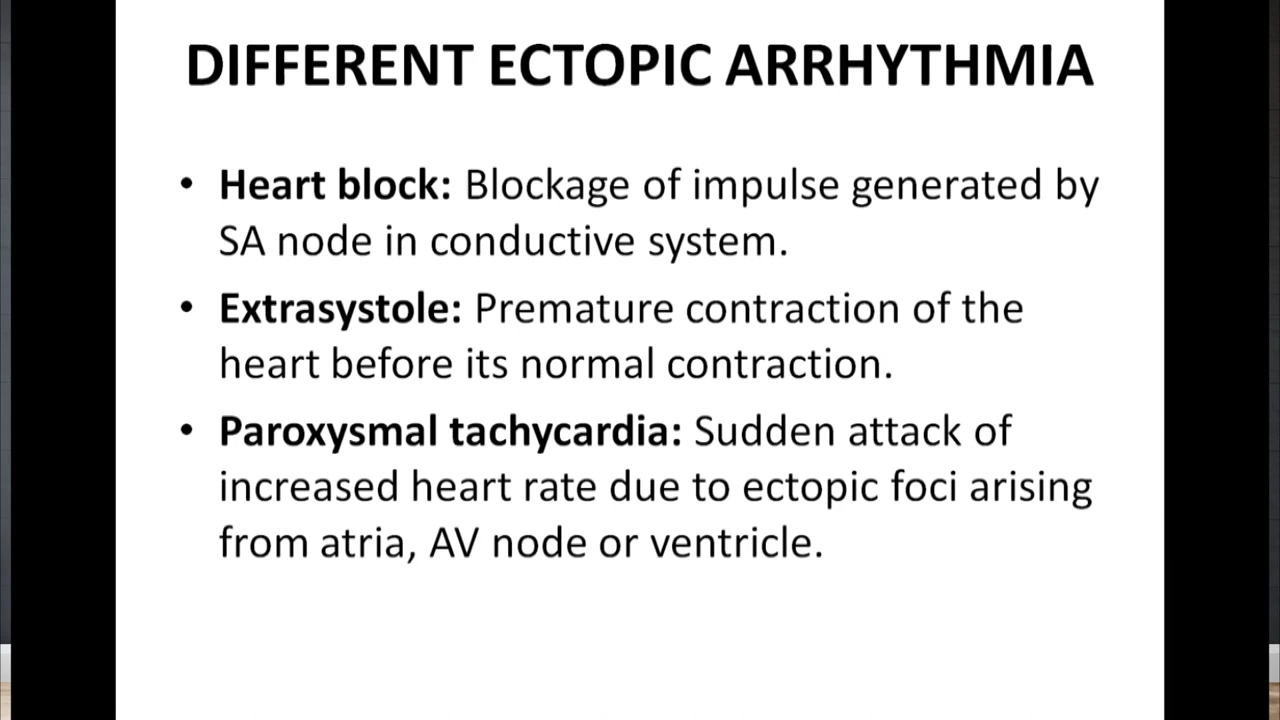 DIFFERENT ECTOPIC ARRHYTHMIA
• Heart block: Blockage of impulse generated by
SA node in conductive system.
• Extrasystole: Premature contraction of the
heart before its normal contraction.
• Paroxysmal tachycardia: Sudden attack of
increased heart rate due to ectopic foci arising
from atria, AV node or ventricle.